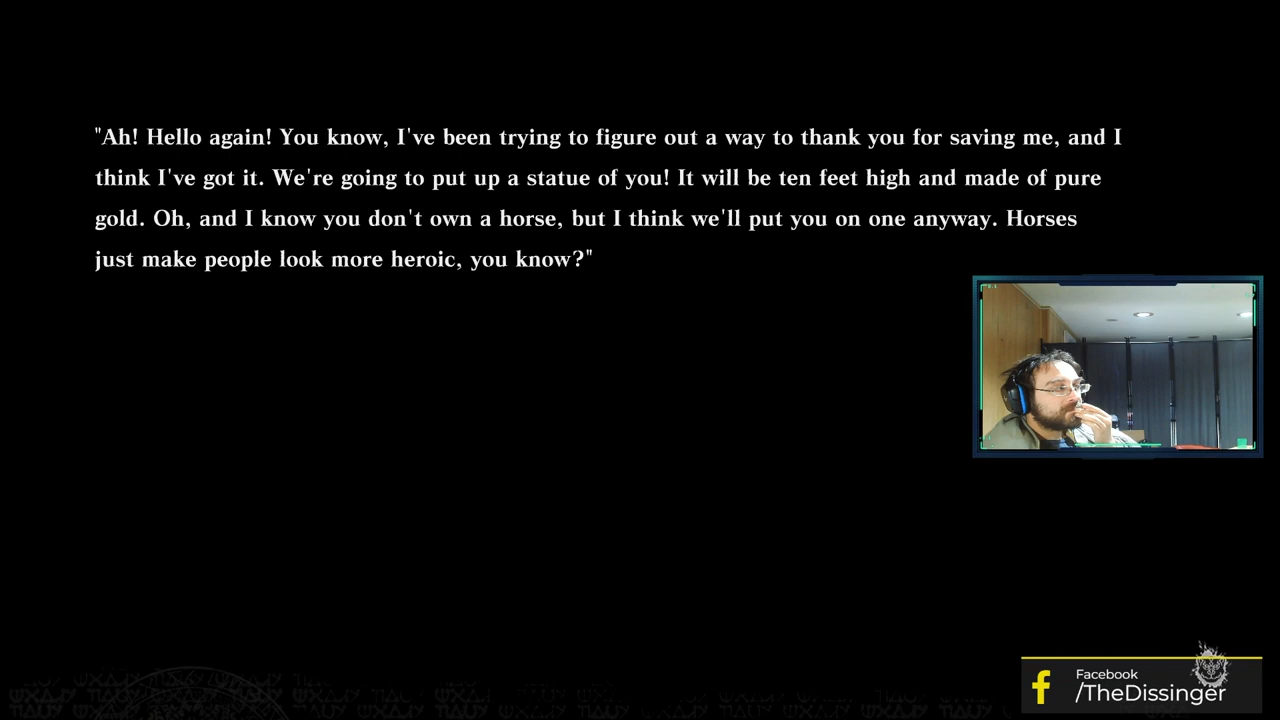 "Ah! Hello again! You know, I've been trying to figure out a way to thank you for saving me, and I
think I've got it. We're going to put up a statue of you! It will be ten feet high and made of pure
gold. Oh, and I know you don't own a horse, but I think we'll put you on one anyway. Horses
just make people look more heroic, you know?"
Facebook
/TheDissinger